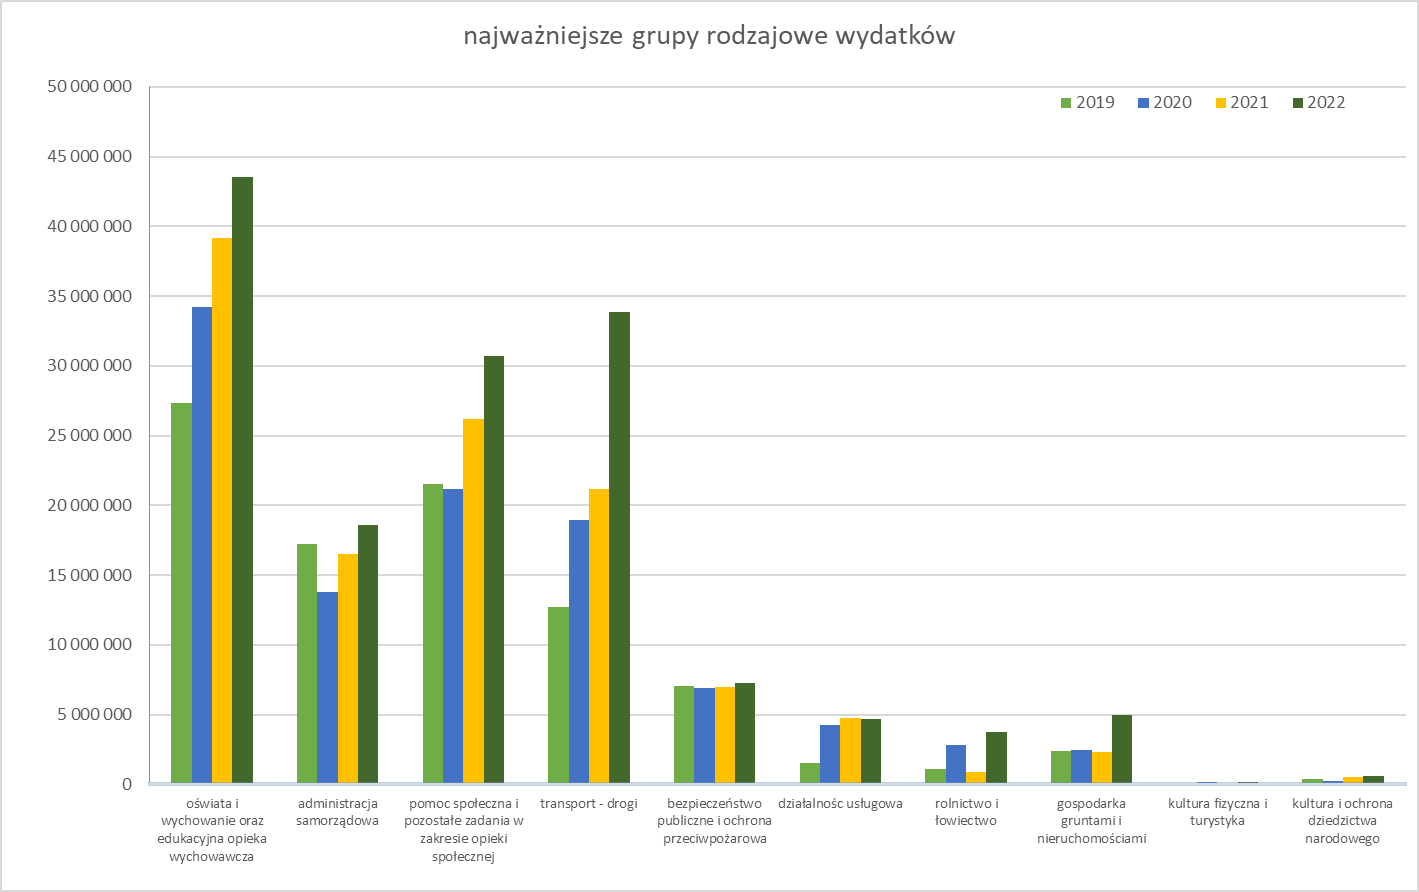 najważniejsze grupy rodzajowe wydatków
50 000 000
2019 2020 2021 2022
45 000 000
40 000 000
35 000 000
30 000 000
25 000 000
20 000 000
15 000 000
10 000 000
5 000 000
0
oświata i
wychowanie oraz
edukacyjna opieka
wychowawcza
administracja
samorządowa
pomoc społeczna i
pozostałe zadania w
zakresie opieki
społecznej
transport - drogi
bezpieczeństwo
publiczne i ochrona
przeciwpożarowa
działalnośc usługowa
rolnictwo i
łowiectwo
gospodarka
gruntami i
nieruchomościami
kultura fizyczna i
turystyka
kultura i ochrona
dziedzictwa
narodowego